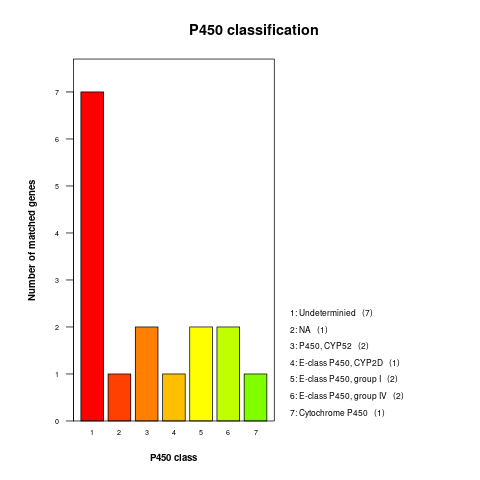 P450 classification
Number of matched genes
7
6
5
4
3
2
1
0
1 2 3 4 5 6 7
P450 class
1: Undeterminied (7)
2: NA (1)
3: P450, CYP52 (2)
4: E-class P450, CYP2D (1)
5: E-class P450, group I (2)
6: E-class P450, group IV (2)
7: Cytochrome P450 (1)